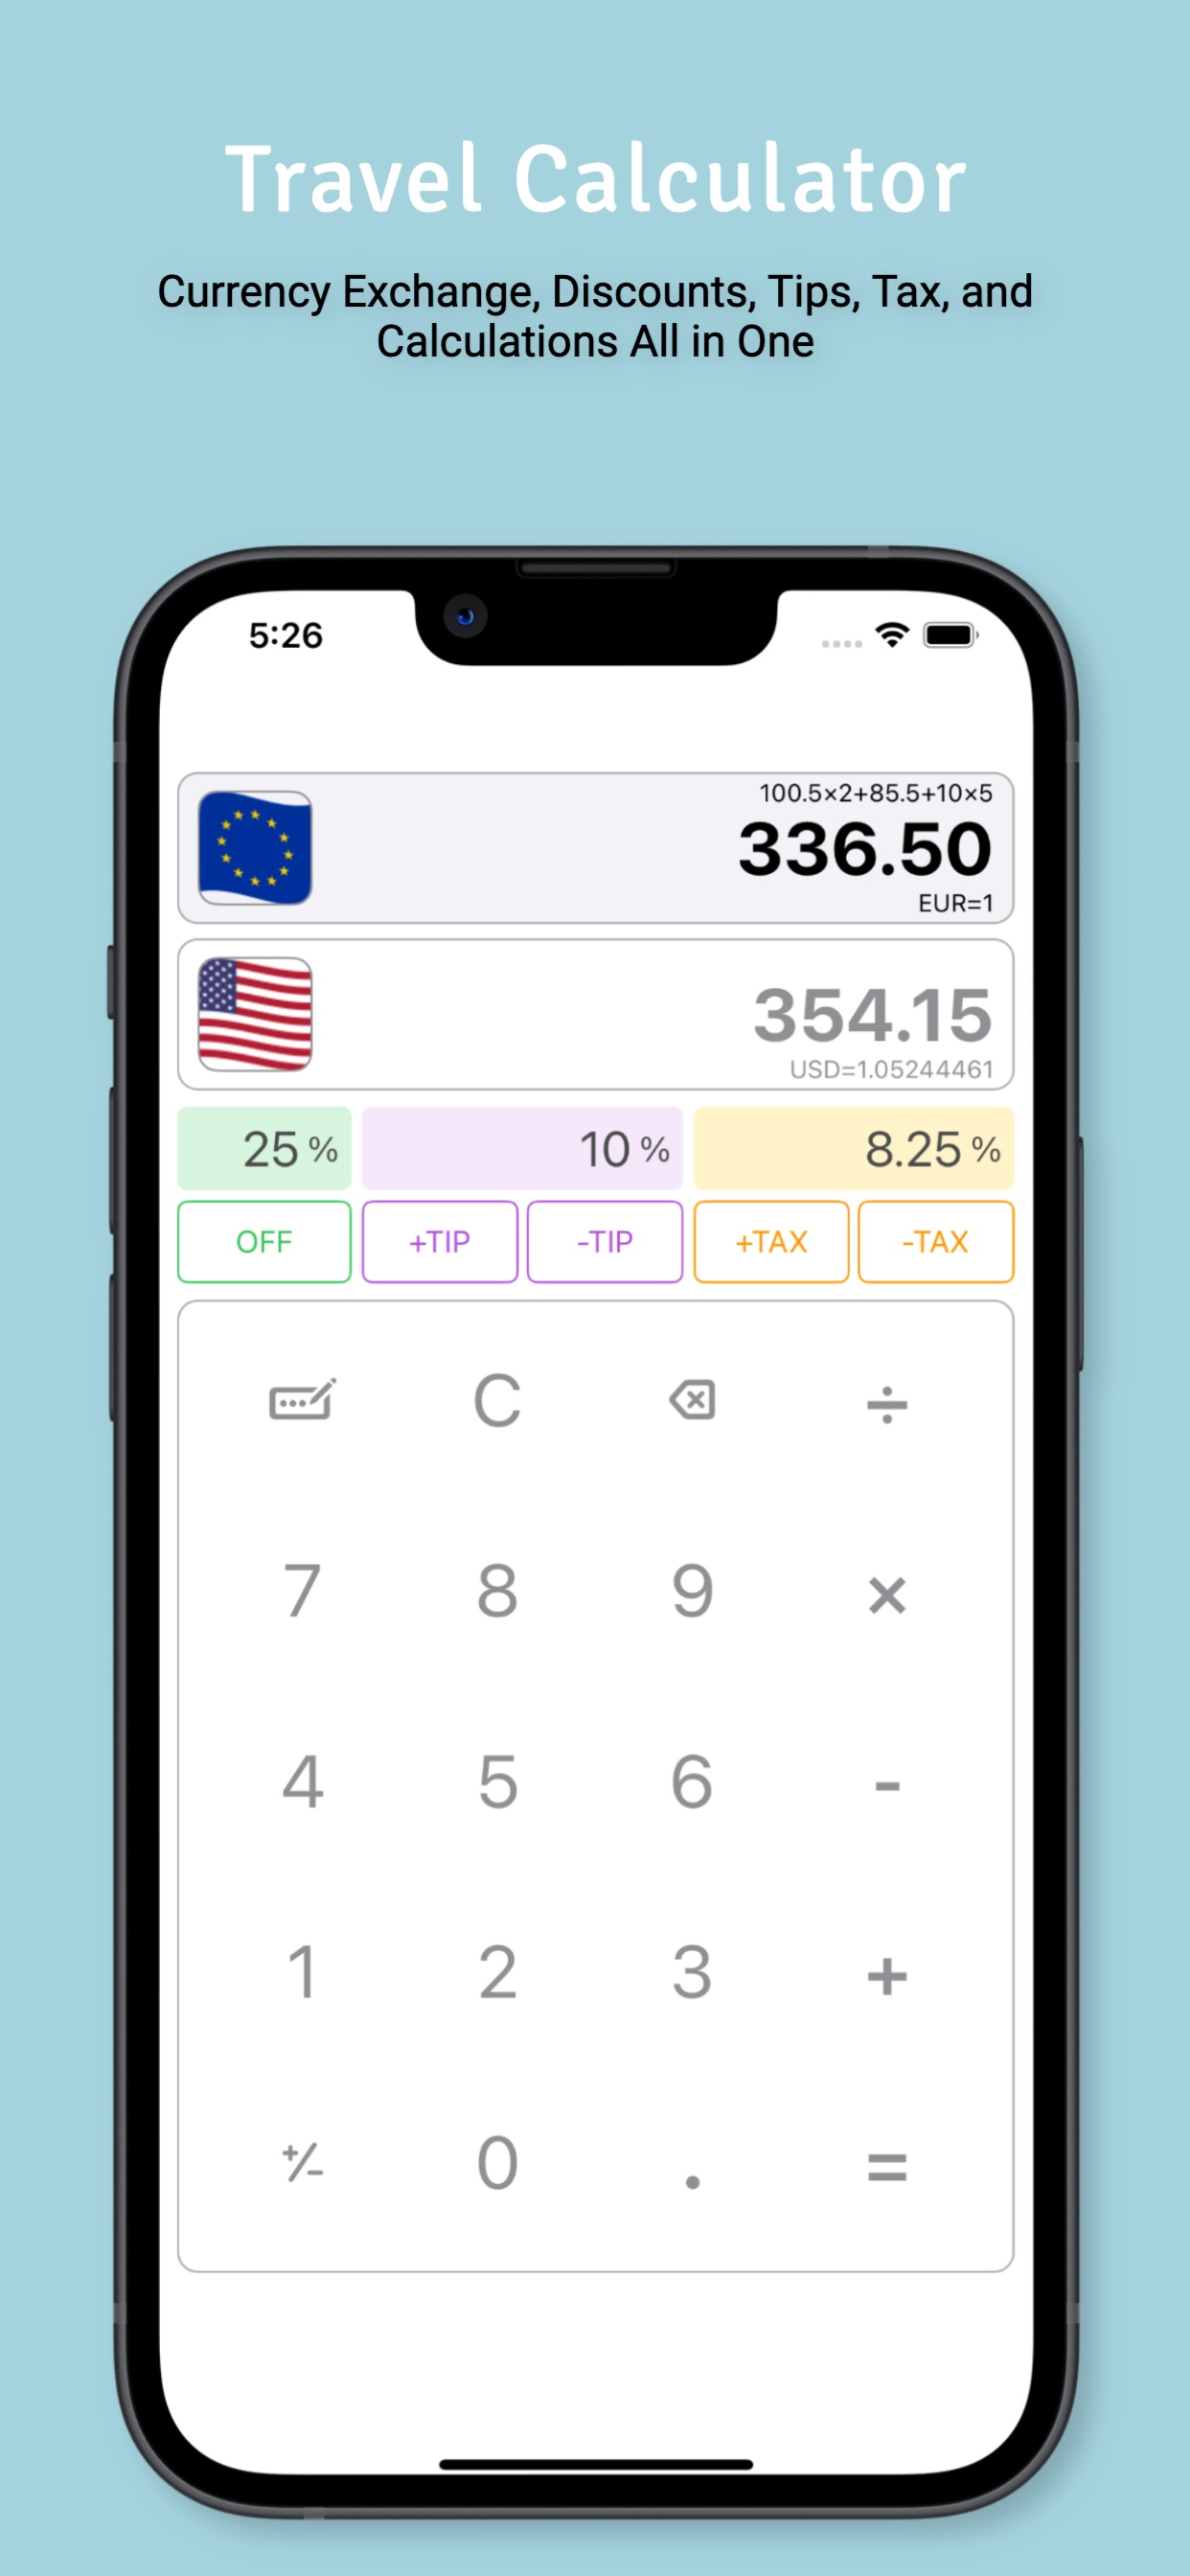 Travel Calculator
Currency Exchange, Discounts, Tips, Tax, and
Calculations All in One
5:26
100.5×2+85.5+10×5
336.50
EUR=1
354.15
USD=1.05244461
25 % 10 % 8.25 %
OFF +TIP -TIP +TAX -TAX
C ÷
7 8 9 ×
4 5 6 -
1 2 3 +
+/- 0 . =